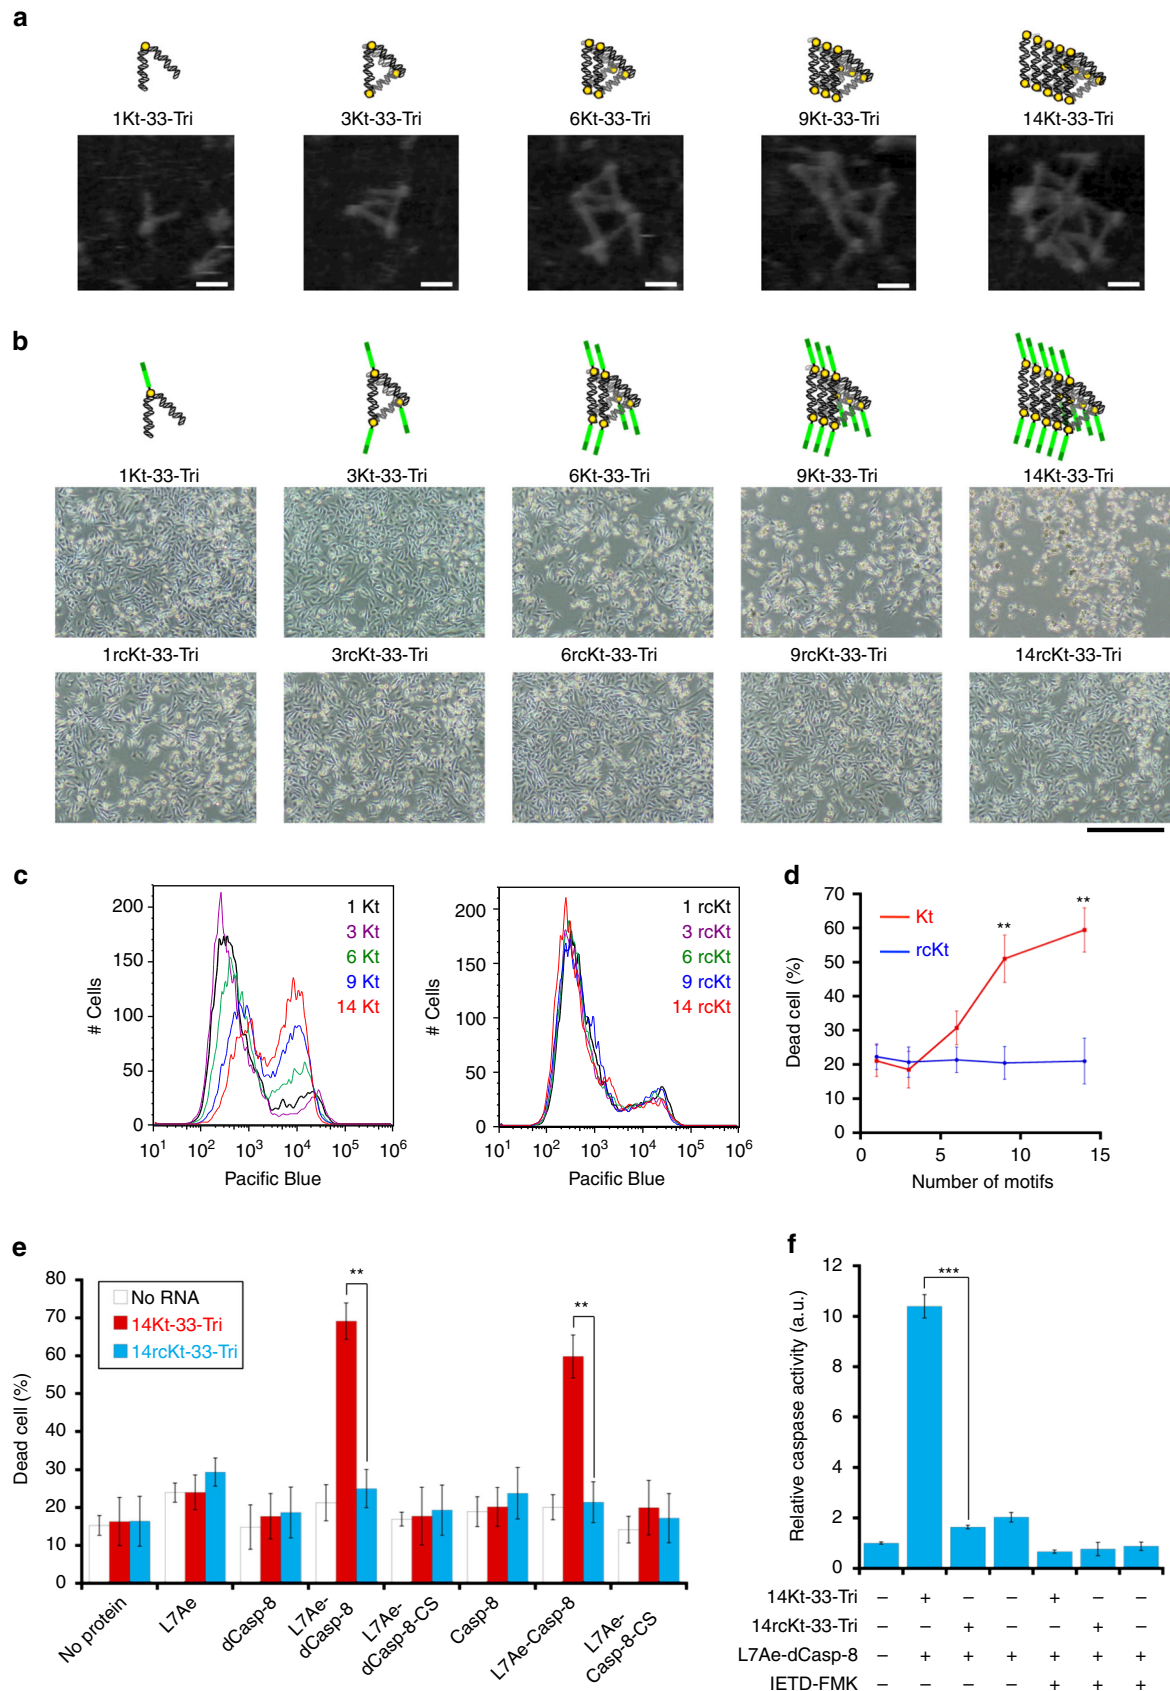 a
1Kt-33-Tri 3Kt-33-Tri 6Kt-33-Tri 9Kt-33-Tri 14Kt-33-Tri
b
1Kt-33-Tri 3Kt-33-Tri 6Kt-33-Tri 9Kt-33-Tri 14Kt-33-Tri
1rcKt-33-Tri 3rcKt-33-Tri 6rcKt-33-Tri 9rcKt-33-Tri 14rcKt-33-Tri
c
# Cells
200
150
100
50
0
1 Kt
3 Kt
6 Kt
9 Kt
14 Kt
10¹ 10² 10³ 10⁴ 10⁵ 10⁶
Pacific Blue
# Cells
200
150
100
50
0
1 rcKt
3 rcKt
6 rcKt
9 rcKt
14 rcKt
10¹ 10² 10³ 10⁴ 10⁵ 10⁶
Pacific Blue
d
Dead cell (%)
70
60
50
40
30
20
10
0
Kt
rcKt
** **
0 5 10 15
Number of motifs
e
Dead cell (%)
80
70
60
50
40
30
20
10
0
No RNA
14Kt-33-Tri
14rcKt-33-Tri
**
**
No protein
L7Ae
dCasp-8
L7Ae-
dCasp-8
L7Ae-
dCasp-8-CS
Casp-8
L7Ae-Casp-8
L7Ae-
Casp-8-CS
f
Relative caspase activity (a.u.)
12
10
8
6
4
2
0
***
14Kt-33-Tri – + – – + – –
14rcKt-33-Tri – – + – – + –
L7Ae-dCasp-8 – + + + + + +
IETD-FMK – – – – + + +